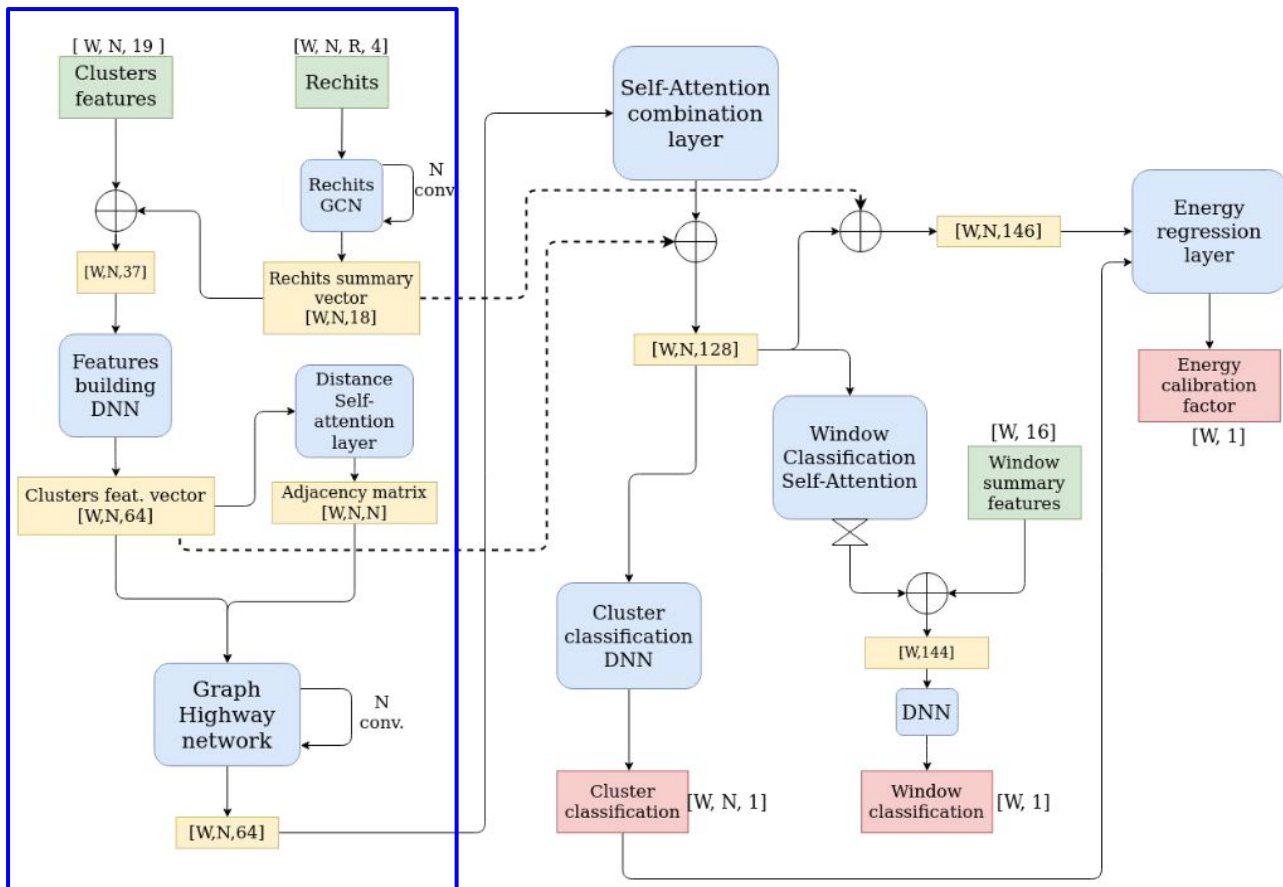 [ W, N, 19 ]
Clusters
features
[W, N, R, 4]
Rechits
Rechits
GCN
N
conv
[W,N,37]
Rechits summary
vector
[W,N,18]
Features
building
DNN
Distance
Self-
attention
layer
Clusters feat. vector
[W,N,64]
Adjacency matrix
[W,N,N]
Graph
Highway
network
N
conv.
[W,N,64]
Self-Attention
combination
layer
[W,N,146]
Energy
regression
layer
[W,N,128]
Energy
calibration
factor
[W, 1]
Window
Classification
Self-Attention
[W, 16]
Window
summary
features
Cluster
classification
DNN
[W,144]
DNN
Cluster
classification
[W, N, 1]
Window
classification
[W, 1]